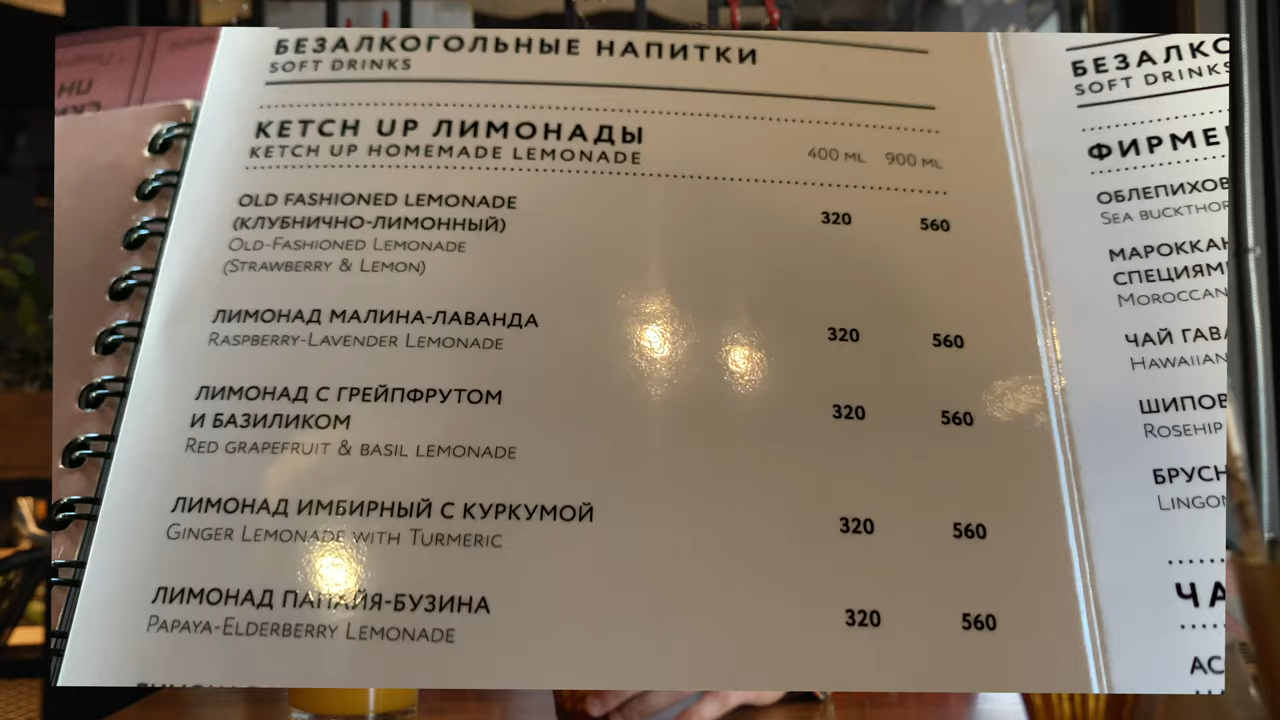 БЕЗАЛКОГОЛЬНЫЕ НАПИТКИ
SOFT DRINKS
KETCH UP ЛИМОНАДЫ
KETCH UP HOMEMADE LEMONADE
400 ML 900 ML
OLD FASHIONED LEMONADE
(КЛУБНИЧНО-ЛИМОННЫЙ)
320 560
OLD-FASHIONED LEMONADE
(STRAWBERRY & LEMON)
ЛИМОНАД МАЛИНА-ЛАВАНДА
320 560
RASPBERRY-LAVENDER LEMONADE
ЛИМОНАД С ГРЕЙПФРУТОМ
И БАЗИЛИКОМ
320 560
RED GRAPEFRUIT & BASIL LEMONADE
ЛИМОНАД ИМБИРНЫЙ С КУРКУМОЙ
320 560
GINGER LEMONADE WITH TURMERIC
ЛИМОНАД ПАПАЙЯ-БУЗИНА
320 560
PAPAYA-ELDERBERRY LEMONADE
SOFT DRINKS
MOROCCAN
HAWAIIAN
ROSEHIP